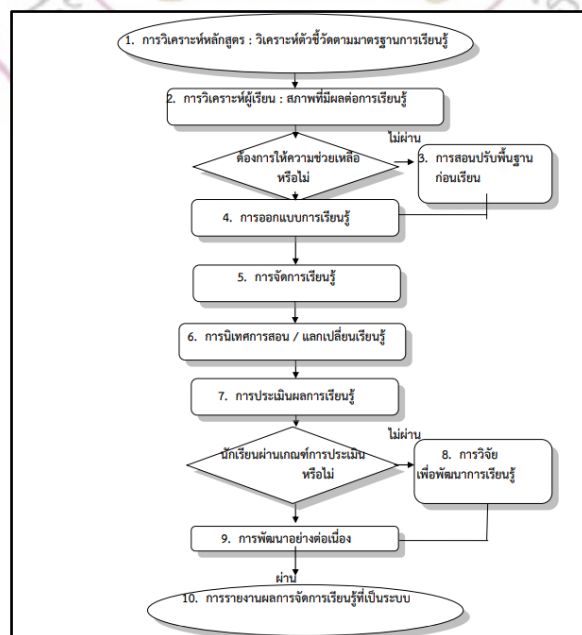 1. การวิเคราะห์หลักสูตร : วิเคราะห์ตัวชี้วัดตามมาตรฐานการเรียนรู้
2. การวิเคราะห์ผู้เรียน : สภาพที่มีผลต่อการเรียนรู้
ไม่ผ่าน
ต้องการให้ความช่วยเหลือ
หรือไม่
3. การสอนปรับพื้นฐาน
ก่อนเรียน
4. การออกแบบการเรียนรู้
5. การจัดการเรียนรู้
6. การนิเทศการสอน / แลกเปลี่ยนเรียนรู้
7. การประเมินผลการเรียนรู้
ไม่ผ่าน
นักเรียนผ่านเกณฑ์การประเมิน
หรือไม่
8. การวิจัย
เพื่อพัฒนาการเรียนรู้
9. การพัฒนาอย่างต่อเนื่อง
ผ่าน
10. การรายงานผลการจัดการเรียนรู้ที่เป็นระบบ